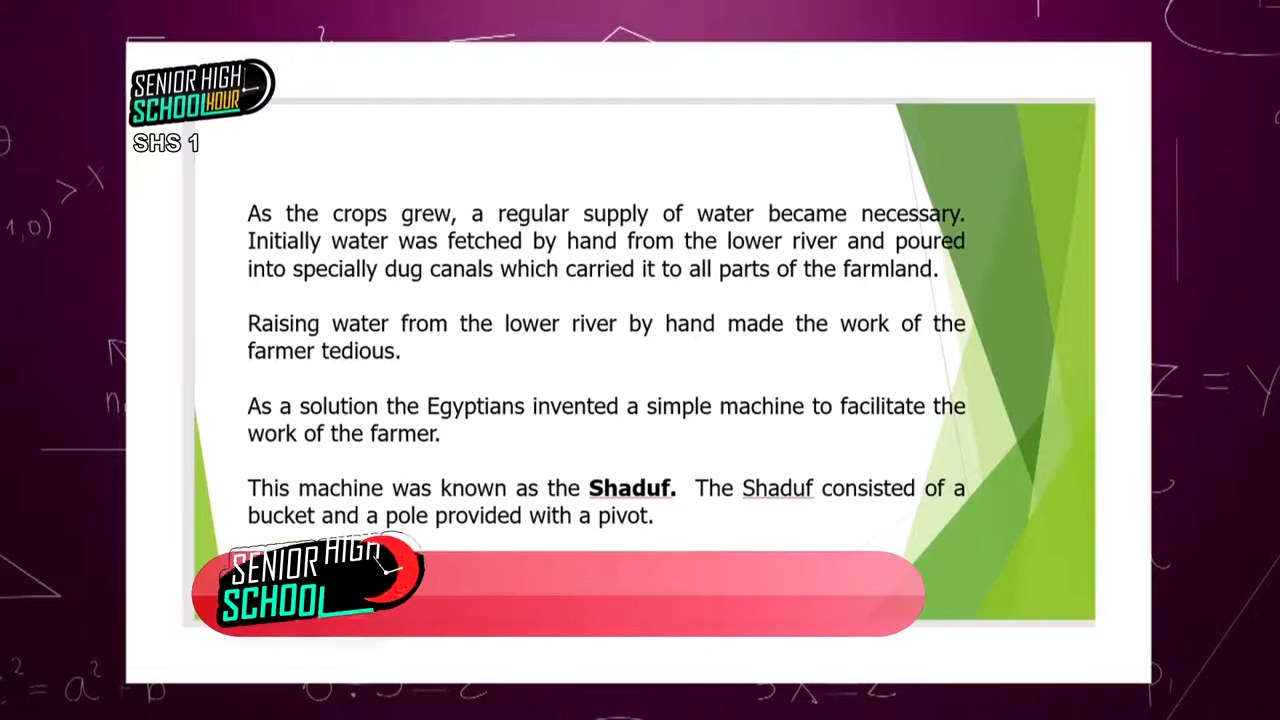 SENIOR HIGH
SCHOOL HOUR
SHS 1
As the crops grew, a regular supply of water became necessary.
Initially water was fetched by hand from the lower river and poured
into specially dug canals which carried it to all parts of the farmland.
Raising water from the lower river by hand made the work of the
farmer tedious.
As a solution the Egyptians invented a simple machine to facilitate the
work of the farmer.
This machine was known as the Shaduf. The Shaduf consisted of a
bucket and a pole provided with a pivot.
SENIOR HIGH
SCHOOL